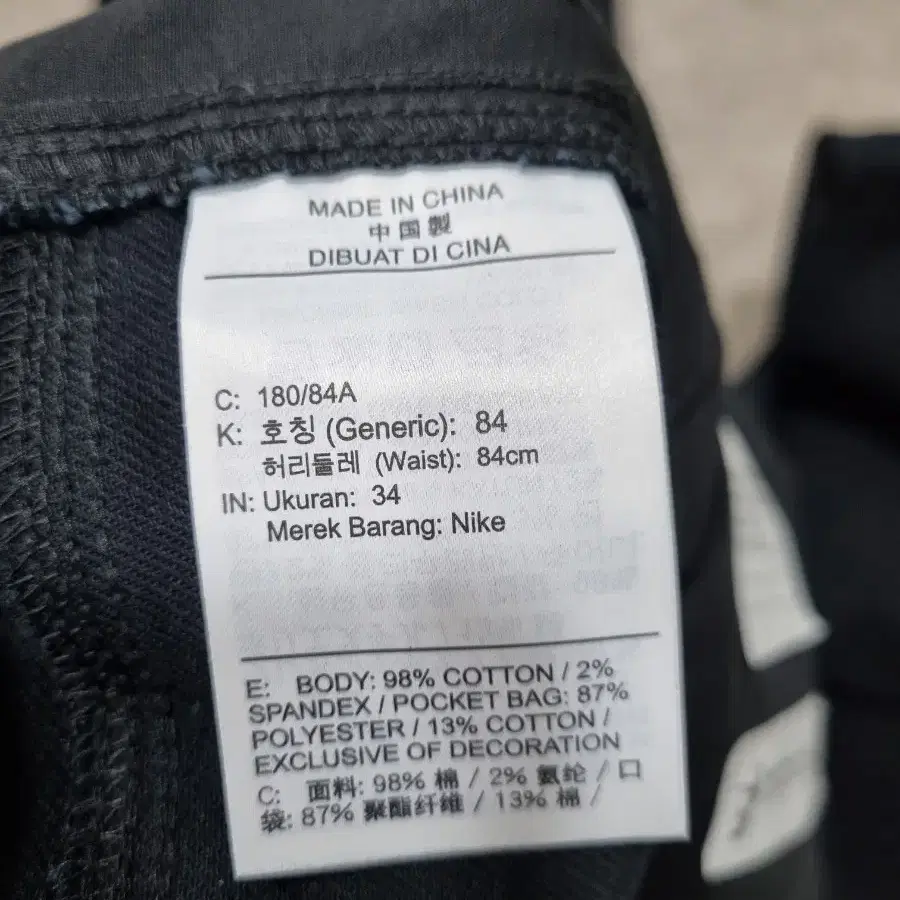 MADE IN CHINA
中国製
DIBUAT DI CINA
C: 180/84A
K: 호칭 (Generic): 84
허리둘레 (Waist): 84cm
IN: Ukuran: 34
Merek Barang: Nike
E: BODY: 98% COTTON / 2%
SPANDEX / POCKET BAG: 87%
POLYESTER / 13% COTTON /
EXCLUSIVE OF DECORATION
C: 面料: 98% 棉 / 2% 氨纶 / 口
袋: 87% 聚酯纤维 / 13% 棉 /